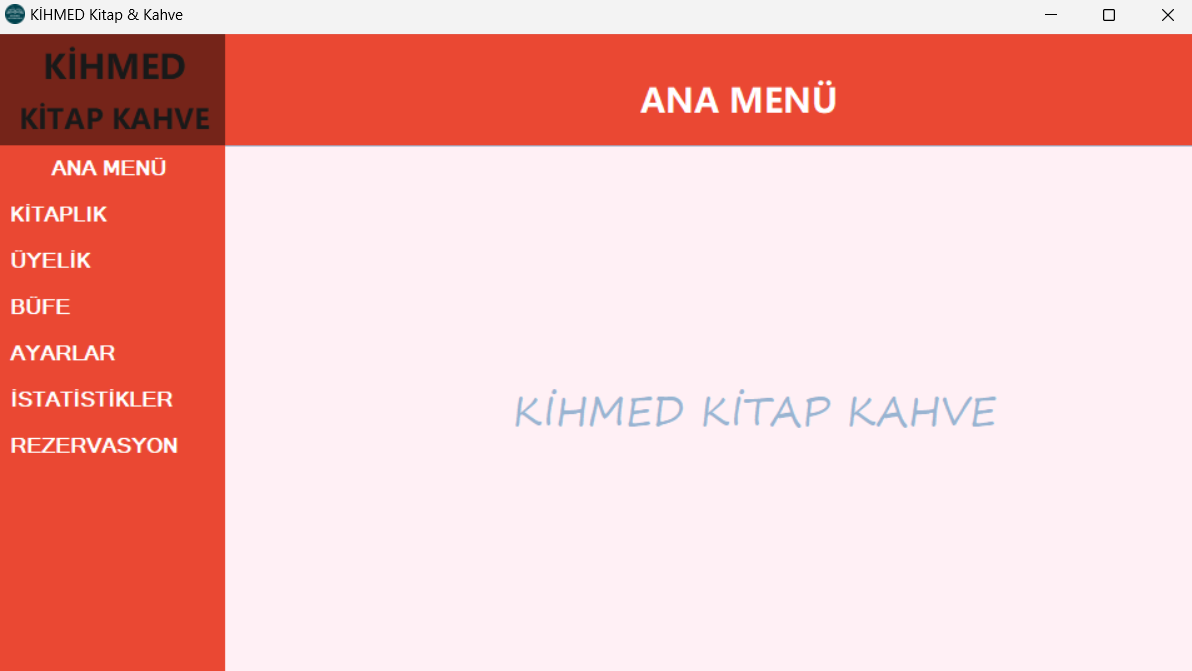 KİHMED Kitap & Kahve
KİHMED
KİTAP KAHVE
ANA MENÜ
ANA MENÜ
KİTAPLIK
ÜYELİK
BÜFE
AYARLAR
İSTATİSTİKLER
REZERVASYON
KİHMED KİTAP KAHVE